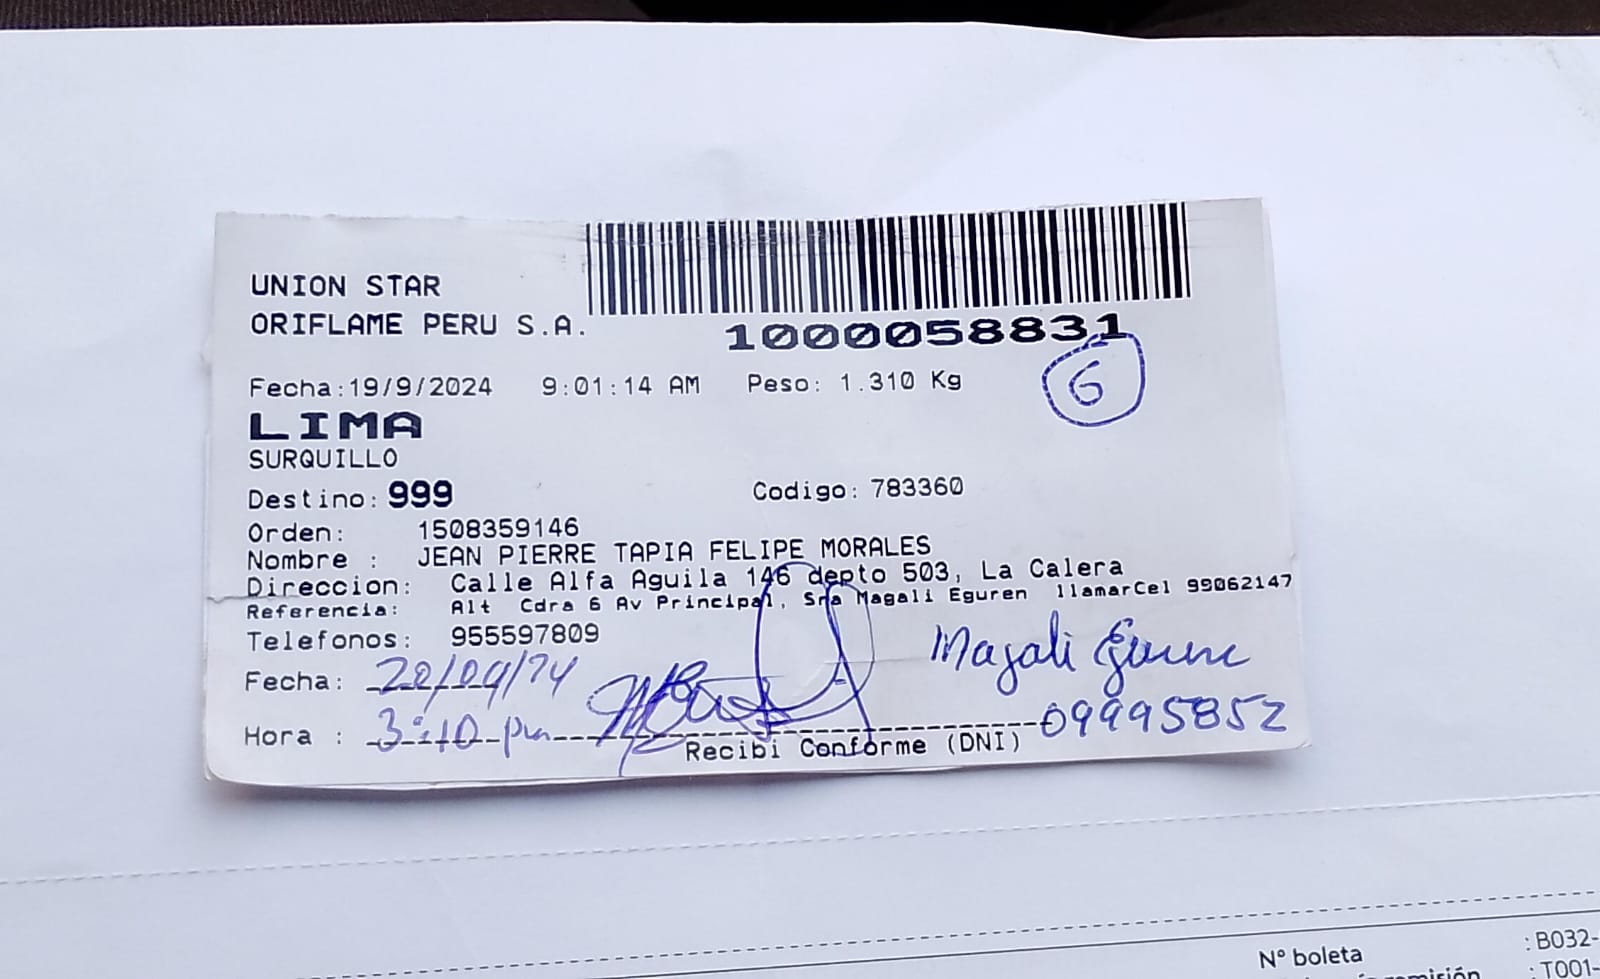 UNION STAR
ORIFLAME PERU S.A.
1000058831
6
Fecha:19/9/2024 9:01:14 AM Peso: 1.310 Kg
LIMA
SURQUILLO
Destino: 999 Codigo: 783360
Orden: 1508359146
Nombre : JEAN PIERRE TAPIA FELIPE MORALES
Direccion: Calle Alfa Aguila 146 depto 503, La Calera
Referencia: Alt Cdra 6 Av Principal, Sra Magali Eguren llamarCel 99062147
Telefonos: 955597809
Magali
Fecha: 20/09/24
Hora : 3:10 pm
09995852
Recibi Conforme (DNI)
Nº boleta : B032-
: T001-